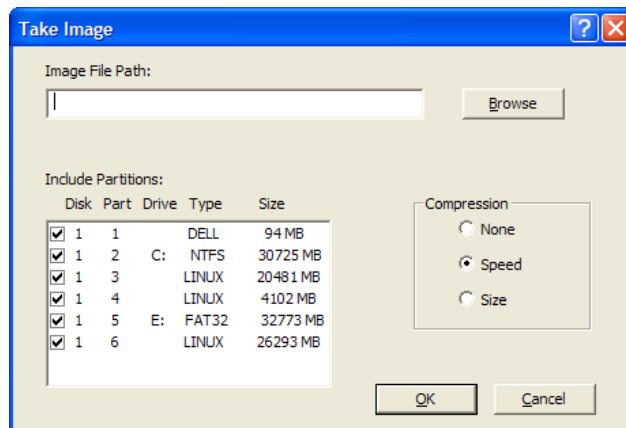 Take Image
Image File Path:
Browse
Include Partitions:
Disk Part Drive Type Size
1 1 DELL 94 MB
1 2 C: NTFS 30725 MB
1 3 LINUX 20481 MB
1 4 LINUX 4102 MB
1 5 E: FAT32 32773 MB
1 6 LINUX 26293 MB
Compression
None
Speed
Size
OK
Cancel